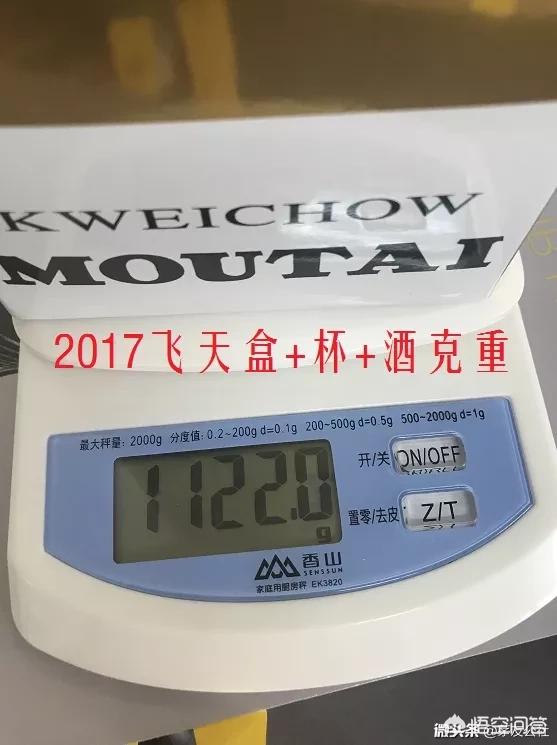 KWEICHOW
MOUTAI
2017飞天盒+杯+酒克重
最大秤量: 2000g 分度值: 0.2~200g d=0.1g 200~500g d=0.5g 500~2000g d=1g
开/关 ON/OFF
1122.0
g
置零/去皮 Z/T
香山
SENSSUN
家庭用厨房秤 EK3820
悟空问答
微头条